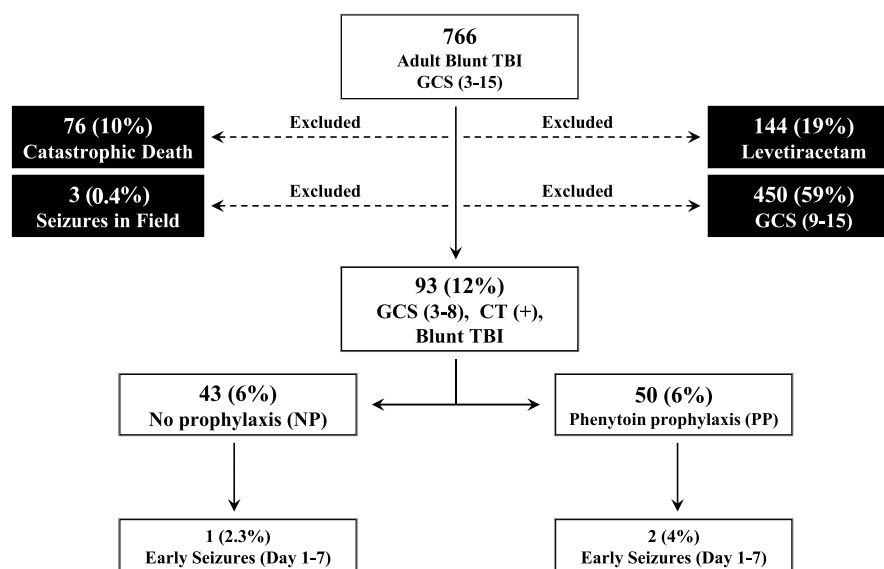 766
Adult Blunt TBI
GCS (3-15)
76 (10%)
Catastrophic Death
Excluded
Excluded
144 (19%)
Levetiracetam
3 (0.4%)
Seizures in Field
Excluded
Excluded
450 (59%)
GCS (9-15)
93 (12%)
GCS (3-8), CT (+),
Blunt TBI
43 (6%)
No prophylaxis (NP)
50 (6%)
Phenytoin prophylaxis (PP)
1 (2.3%)
Early Seizures (Day 1-7)
2 (4%)
Early Seizures (Day 1-7)